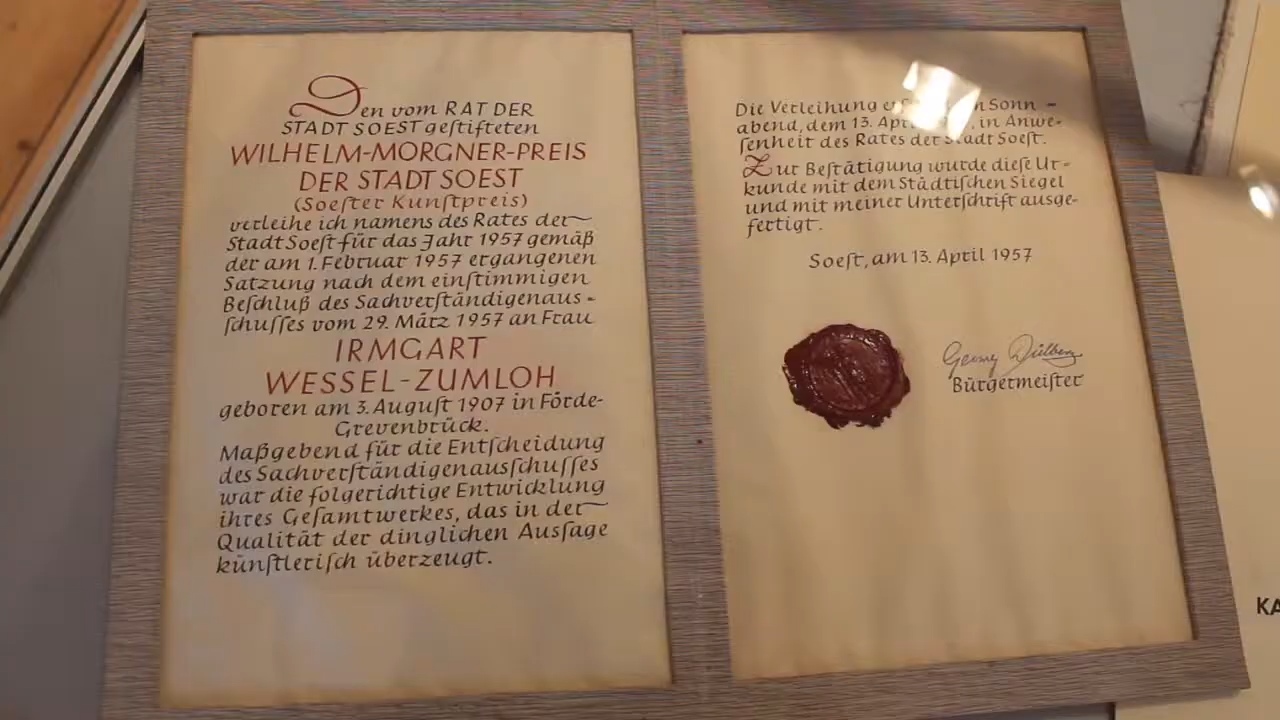 Den vom RAT DER
STADT SOEST geſtifteten
WILHELM-MORGNER-PREIS
DER STADT SOEST
(Soeſter Kunſtpreis)
verleihe ich namens des Rates der
Stadt Soeſt für das Jahr 1957 gemäß
der am 1. Februar 1957 ergangenen
Satzung nach dem einſtimmigen
Beſchluß des Sachverſtändigenaus-
ſchuſſes vom 29. März 1957 an Frau
IRMGART
WESSEL-ZUMLOH
geboren am 3. Auguſt 1907 in Förde-
Grevenbrück.
Maßgebend für die Entſcheidung
des Sachverſtändigenausſchuſſes
war die folgerichtige Entwicklung
ihres Geſamtwerkes, das in der
Qualität der dinglichen Ausſage
künſtleriſch überzeugt.
Die Verleihung Sonn-
abend, dem 13. in Anwe-
ſenheit des Rates der Stadt Soeſt.
Zur Beſtätigung wurde dieſe Ur-
kunde mit dem Städtiſchen Siegel
und mit meiner Unterſchrift ausge-
fertigt.
Soeſt, am 13. April 1957
Georg Dülberg
Bürgermeiſter
KA